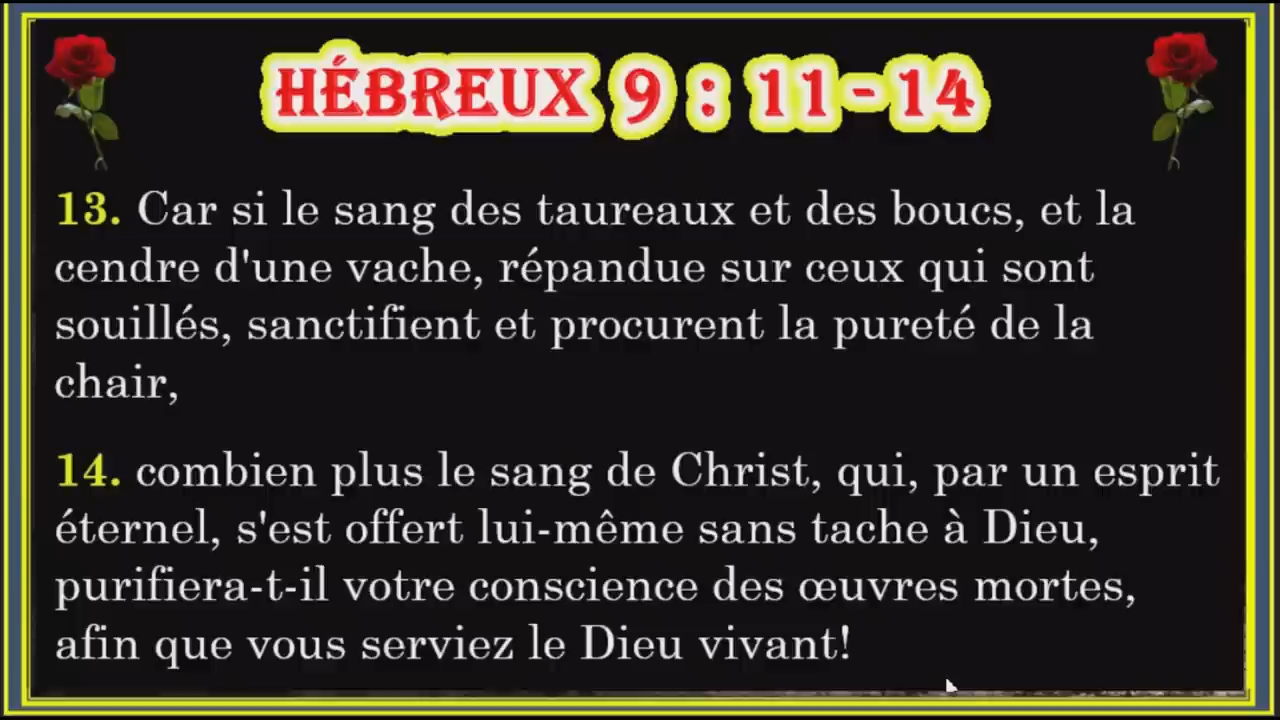 HÉBREUX 9 : 11-14
13. Car si le sang des taureaux et des boucs, et la
cendre d'une vache, répandue sur ceux qui sont
souillés, sanctifient et procurent la pureté de la
chair,
14. combien plus le sang de Christ, qui, par un esprit
éternel, s'est offert lui-même sans tache à Dieu,
purifiera-t-il votre conscience des œuvres mortes,
afin que vous serviez le Dieu vivant!